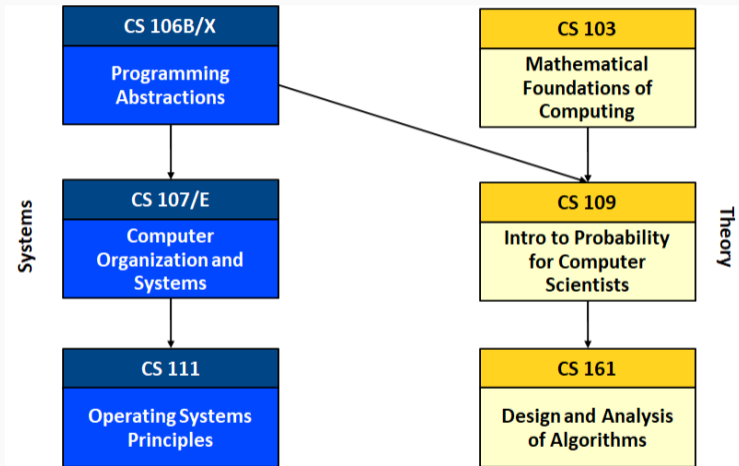 CS 106B/X
Programming
Abstractions
CS 103
Mathematical
Foundations of
Computing
Systems
CS 107/E
Computer
Organization and
Systems
CS 109
Intro to Probability
for Computer
Scientists
Theory
CS 111
Operating Systems
Principles
CS 161
Design and Analysis
of Algorithms